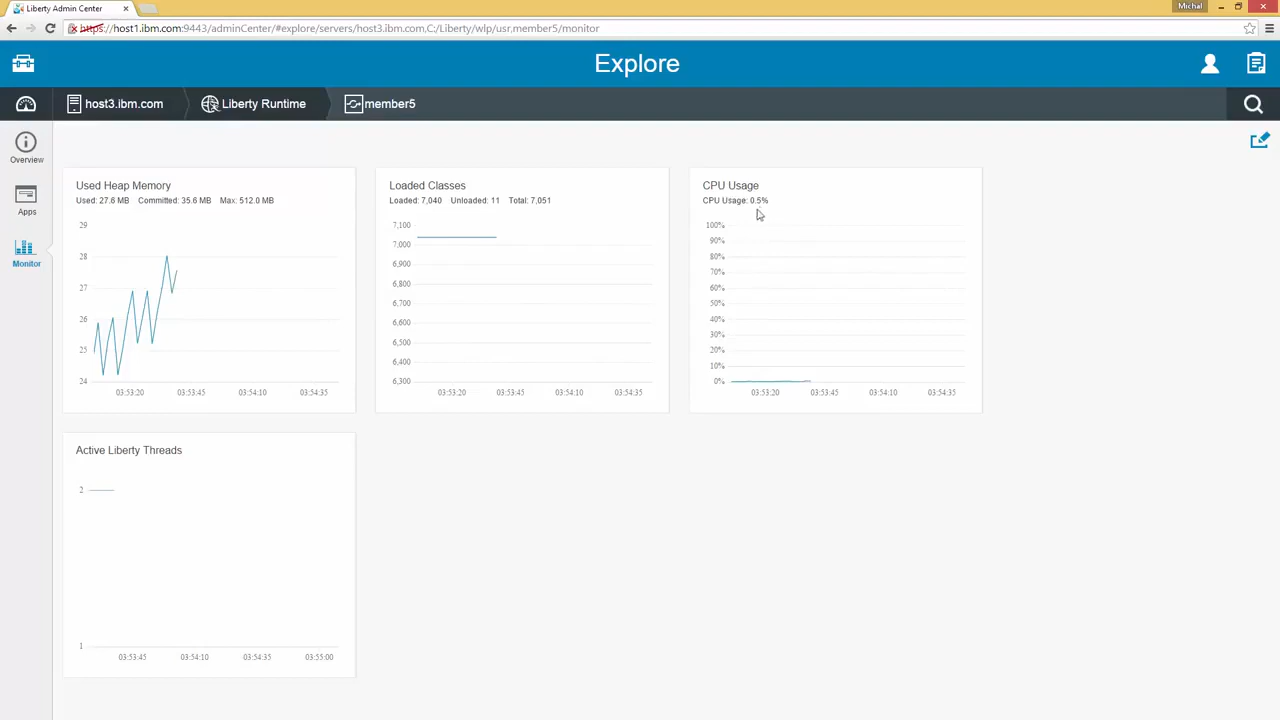 Liberty Admin Center
Michal
https://host1.ibm.com:9443/adminCenter/#explore/servers/host3.ibm.com,C:/Liberty/wlp/usr,member5/monitor
Explore
host3.ibm.com Liberty Runtime member5
Overview
Apps
Monitor
Used Heap Memory
Used: 27.6 MB Committed: 35.6 MB Max: 512.0 MB
29
28
27
26
25
24
03:53:20 03:53:45 03:54:10 03:54:35
Loaded Classes
Loaded: 7,040 Unloaded: 11 Total: 7,051
7,100
7,000
6,900
6,800
6,700
6,600
6,500
6,400
6,300
03:53:20 03:53:45 03:54:10 03:54:35
CPU Usage
CPU Usage: 0.5%
100%
90%
80%
70%
60%
50%
40%
30%
20%
10%
0%
03:53:20 03:53:45 03:54:10 03:54:35
Active Liberty Threads
2
1
03:53:45 03:54:10 03:54:35 03:55:00